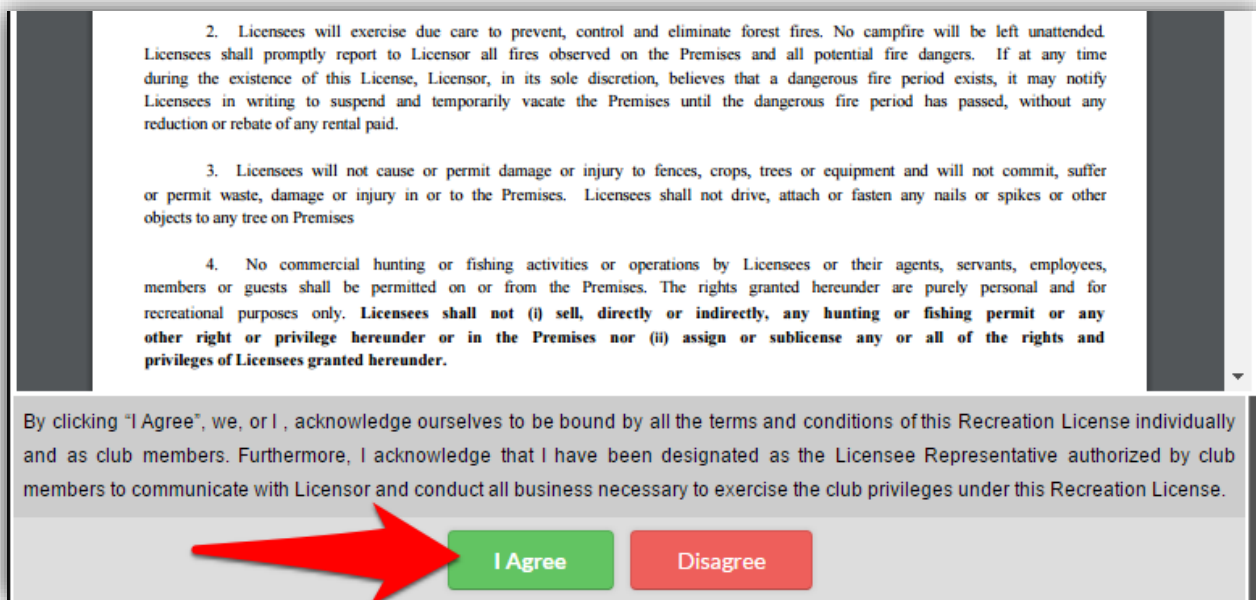 2. Licensees will exercise due care to prevent, control and eliminate forest fires. No campfire will be left unattended.
Licensees shall promptly report to Licensor all fires observed on the Premises and all potential fire dangers. If at any time
during the existence of this License, Licensor, in its sole discretion, believes that a dangerous fire period exists, it may notify
Licensees in writing to suspend and temporarily vacate the Premises until the dangerous fire period has passed, without any
reduction or rebate of any rental paid.
3. Licensees will not cause or permit damage or injury to fences, crops, trees or equipment and will not commit, suffer
or permit waste, damage or injury in or to the Premises. Licensees shall not drive, attach or fasten any nails or spikes or other
objects to any tree on Premises
4. No commercial hunting or fishing activities or operations by Licensees or their agents, servants, employees,
members or guests shall be permitted on or from the Premises. The rights granted hereunder are purely personal and for
recreational purposes only. Licensees shall not (i) sell, directly or indirectly, any hunting or fishing permit or any
other right or privilege hereunder or in the Premises nor (ii) assign or sublicense any or all of the rights and
privileges of Licensees granted hereunder.
By clicking “I Agree”, we, or I , acknowledge ourselves to be bound by all the terms and conditions of this Recreation License individually
and as club members. Furthermore, I acknowledge that I have been designated as the Licensee Representative authorized by club
members to communicate with Licensor and conduct all business necessary to exercise the club privileges under this Recreation License.
I Agree
Disagree